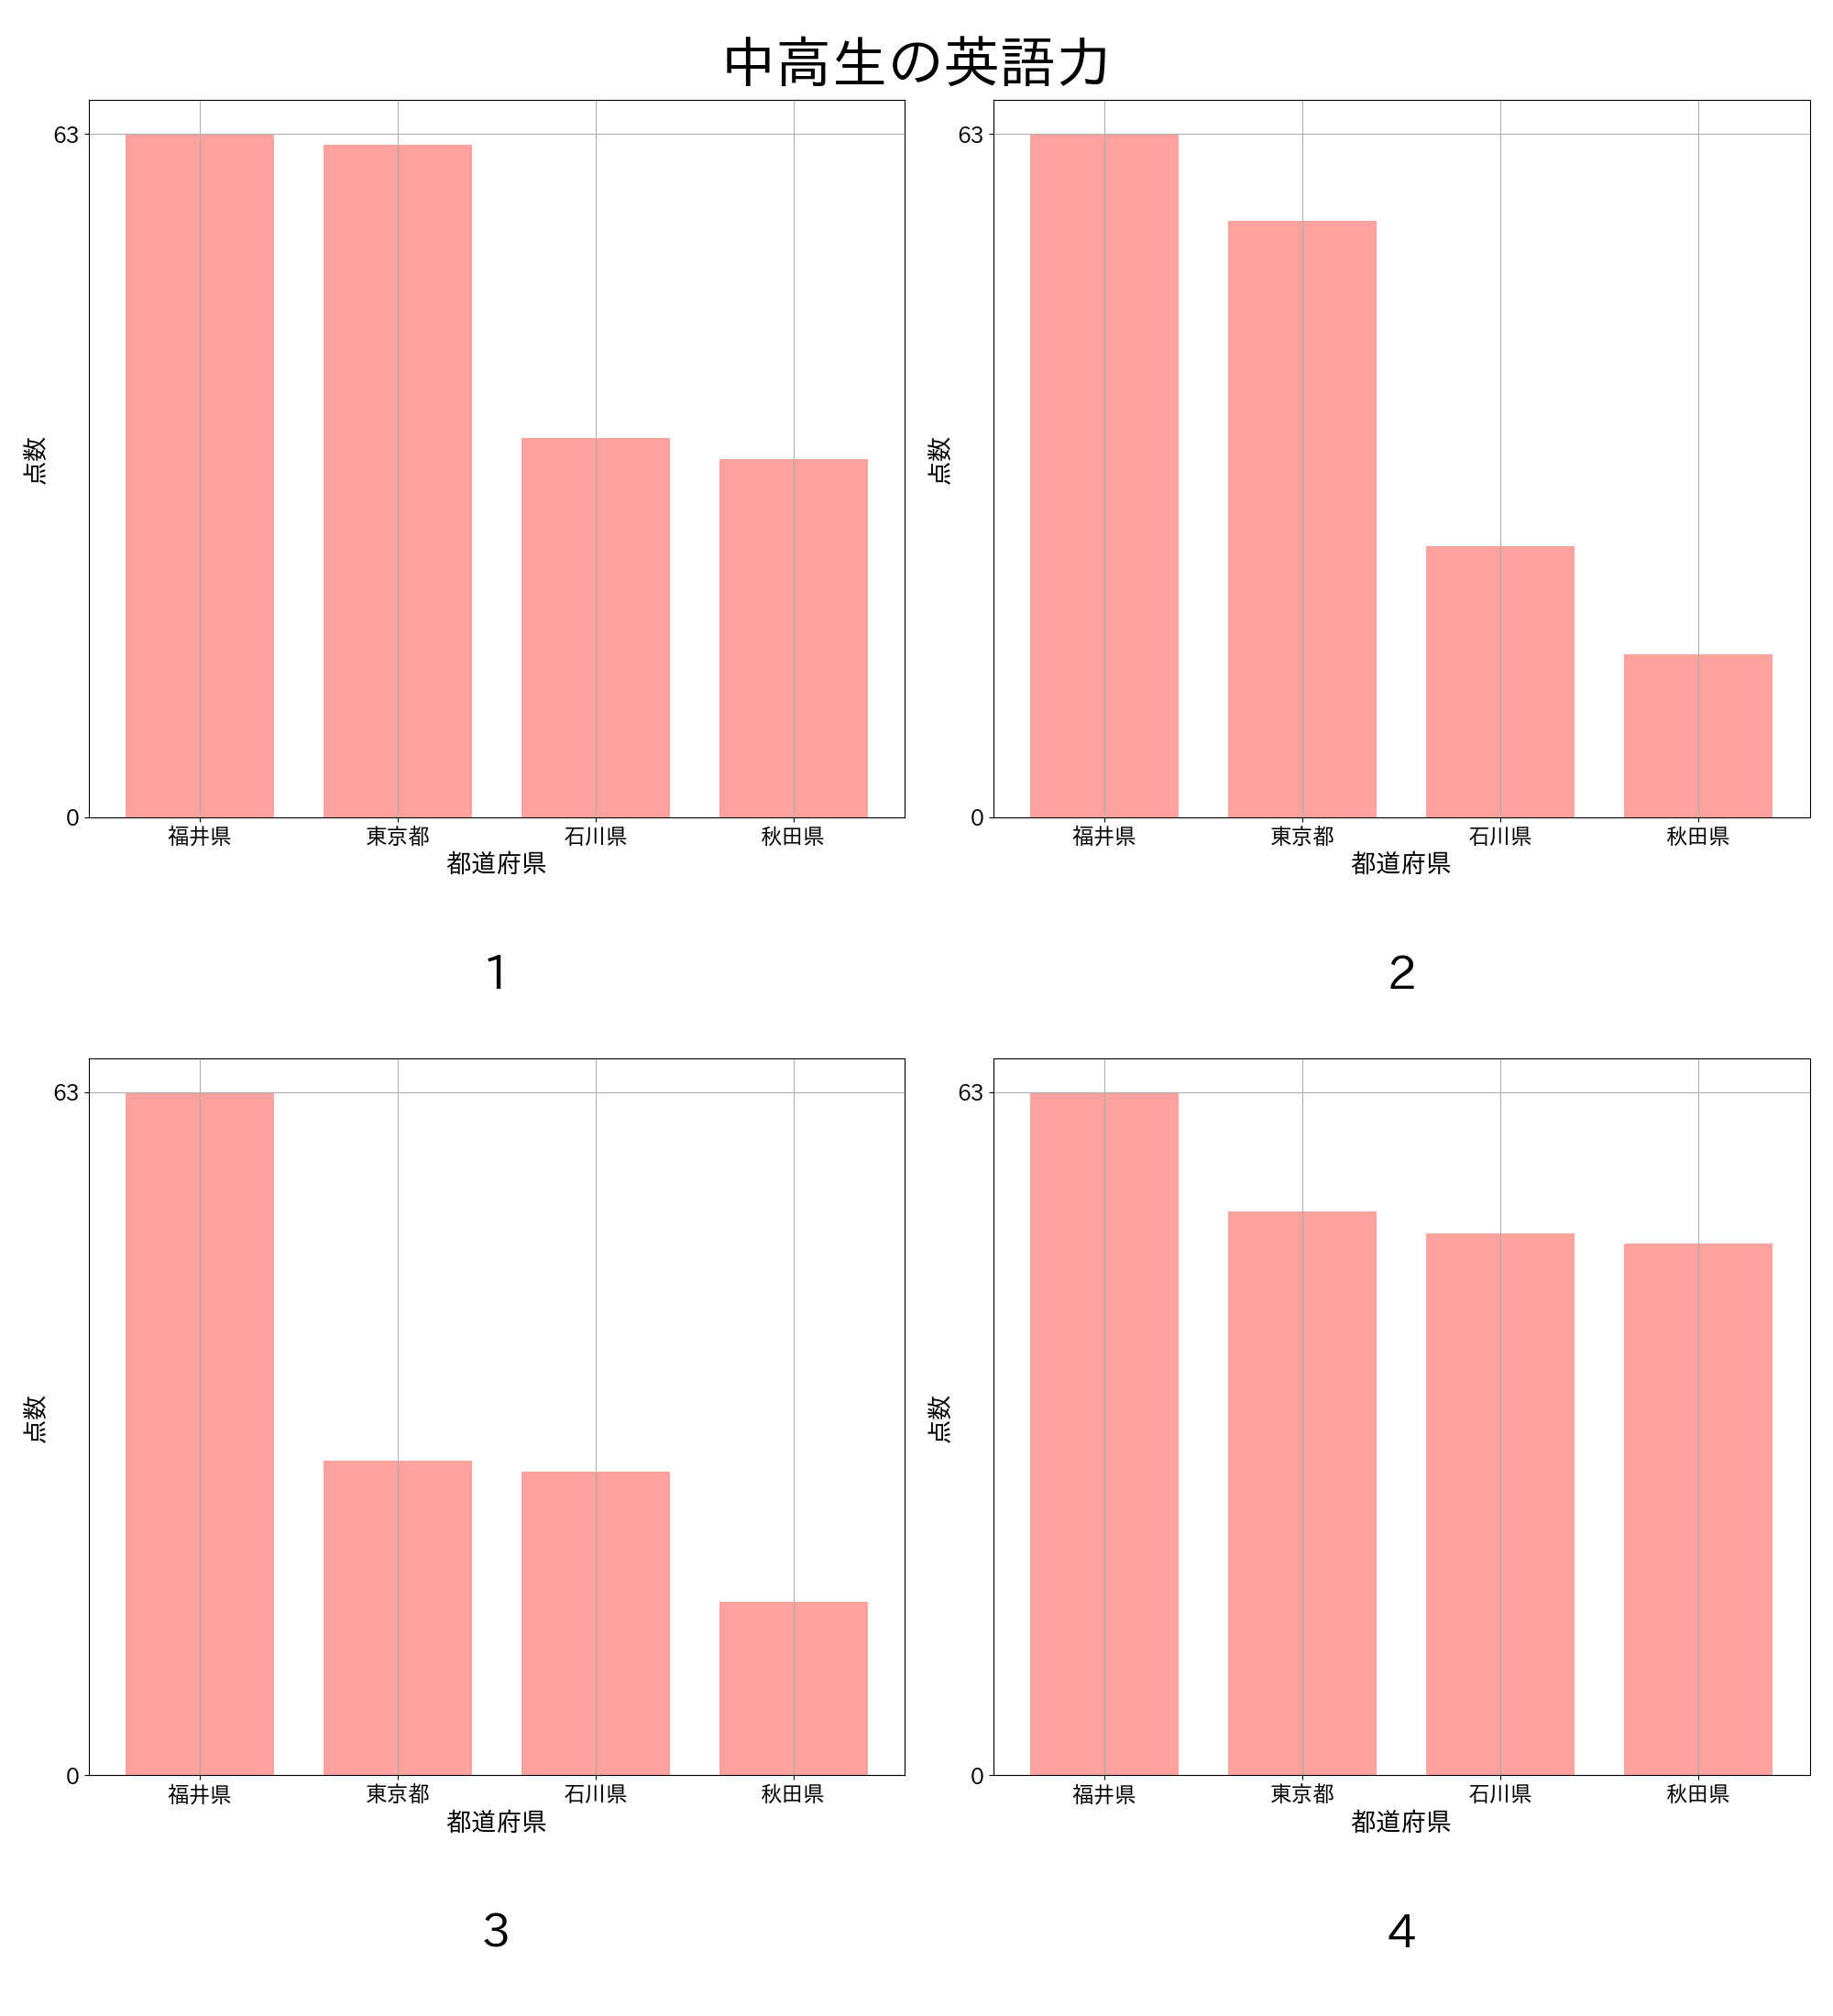 中高生の英語力
63
点数
0
福井県 東京都 石川県 秋田県
都道府県
1
63
点数
0
福井県 東京都 石川県 秋田県
都道府県
2
63
点数
0
福井県 東京都 石川県 秋田県
都道府県
3
63
点数
0
福井県 東京都 石川県 秋田県
都道府県
4